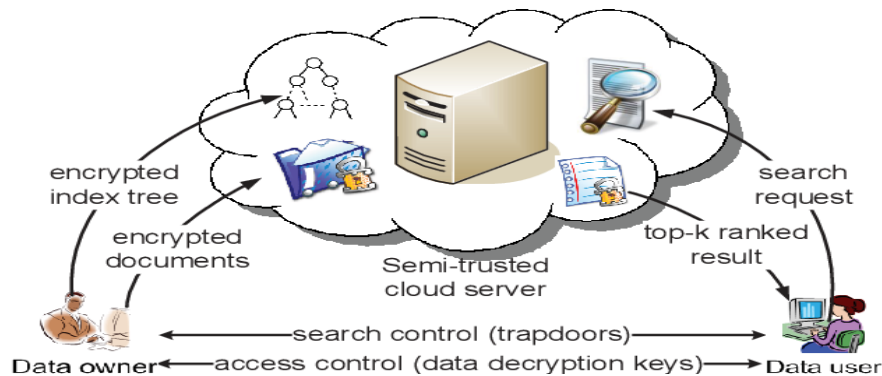 encrypted
index tree
encrypted
documents
Semi-trusted
cloud server
search
request
top-k ranked
result
search control (trapdoors)
access control (data decryption keys)
Data owner
Data user